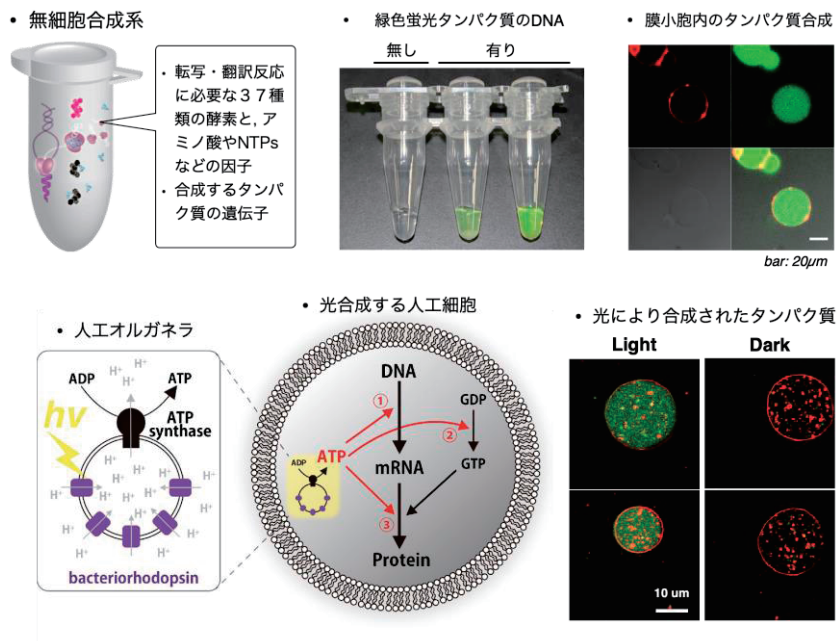 • 無細胞合成系
• 転写・翻訳反応
に必要な３７種
類の酵素と, ア
ミノ酸やNTPs
などの因子
• 合成するタンパ
ク質の遺伝子
• 緑色蛍光タンパク質のDNA
無し 有り
• 膜小胞内のタンパク質合成
bar: 20μm
• 人工オルガネラ
H⁺
H⁺ H⁺
H⁺
ADP ATP
hν
ATP
synthase
H⁺ H⁺
H⁺ H⁺ H⁺
H⁺ H⁺
H⁺ H⁺ H⁺
H⁺ H⁺
H⁺ H⁺
H⁺
bacteriorhodopsin
• 光合成する人工細胞
DNA
①
GDP
②
ATP
ADP ATP
mRNA
GTP
③
Protein
• 光により合成されたタンパク質
Light Dark
10 um